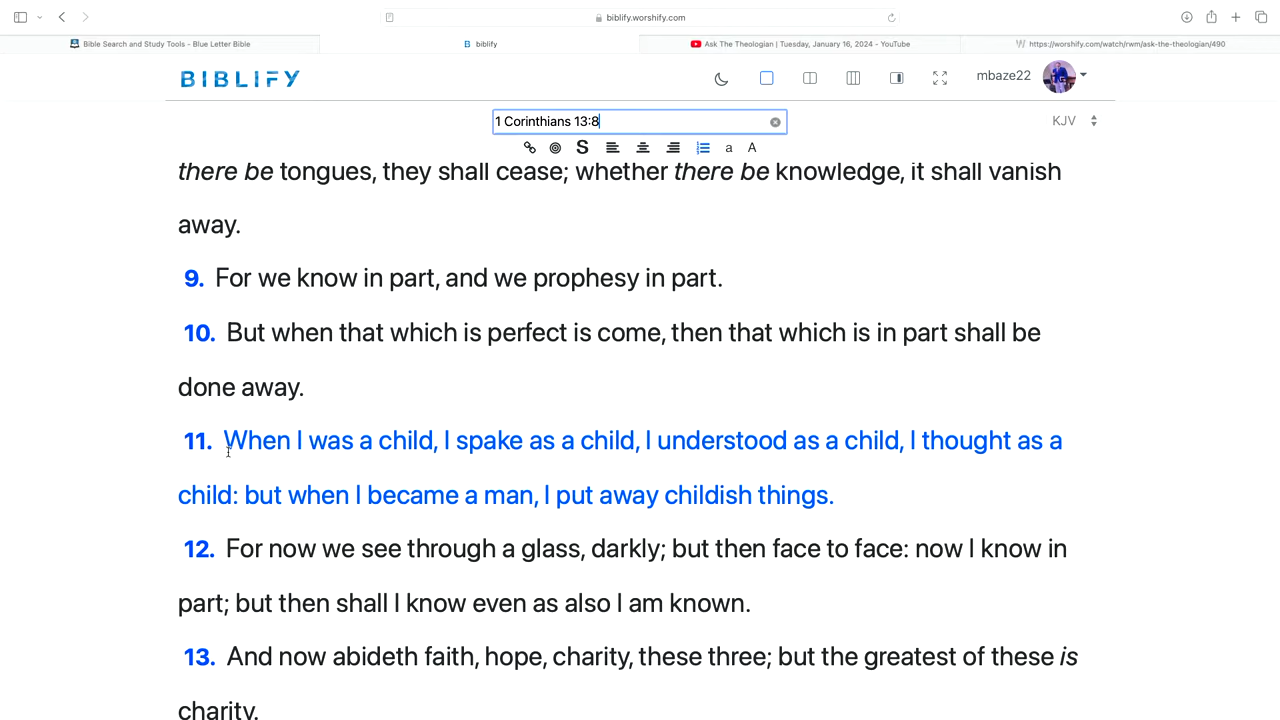 biblify.worshify.com
Bible Search and Study Tools - Blue Letter Bible
biblify
Ask The Theologian | Tuesday, January 16, 2024 - YouTube
https://worshify.com/watch/rwm/ask-the-theologian/490
BIBLIFY
mbaze22
1 Corinthians 13:8
KJV
S a A
there be tongues, they shall cease; whether there be knowledge, it shall vanish
away.
9. For we know in part, and we prophesy in part.
10. But when that which is perfect is come, then that which is in part shall be
done away.
11. When I was a child, I spake as a child, I understood as a child, I thought as a
child: but when I became a man, I put away childish things.
12. For now we see through a glass, darkly; but then face to face: now I know in
part; but then shall I know even as also I am known.
13. And now abideth faith, hope, charity, these three; but the greatest of these is
charity.